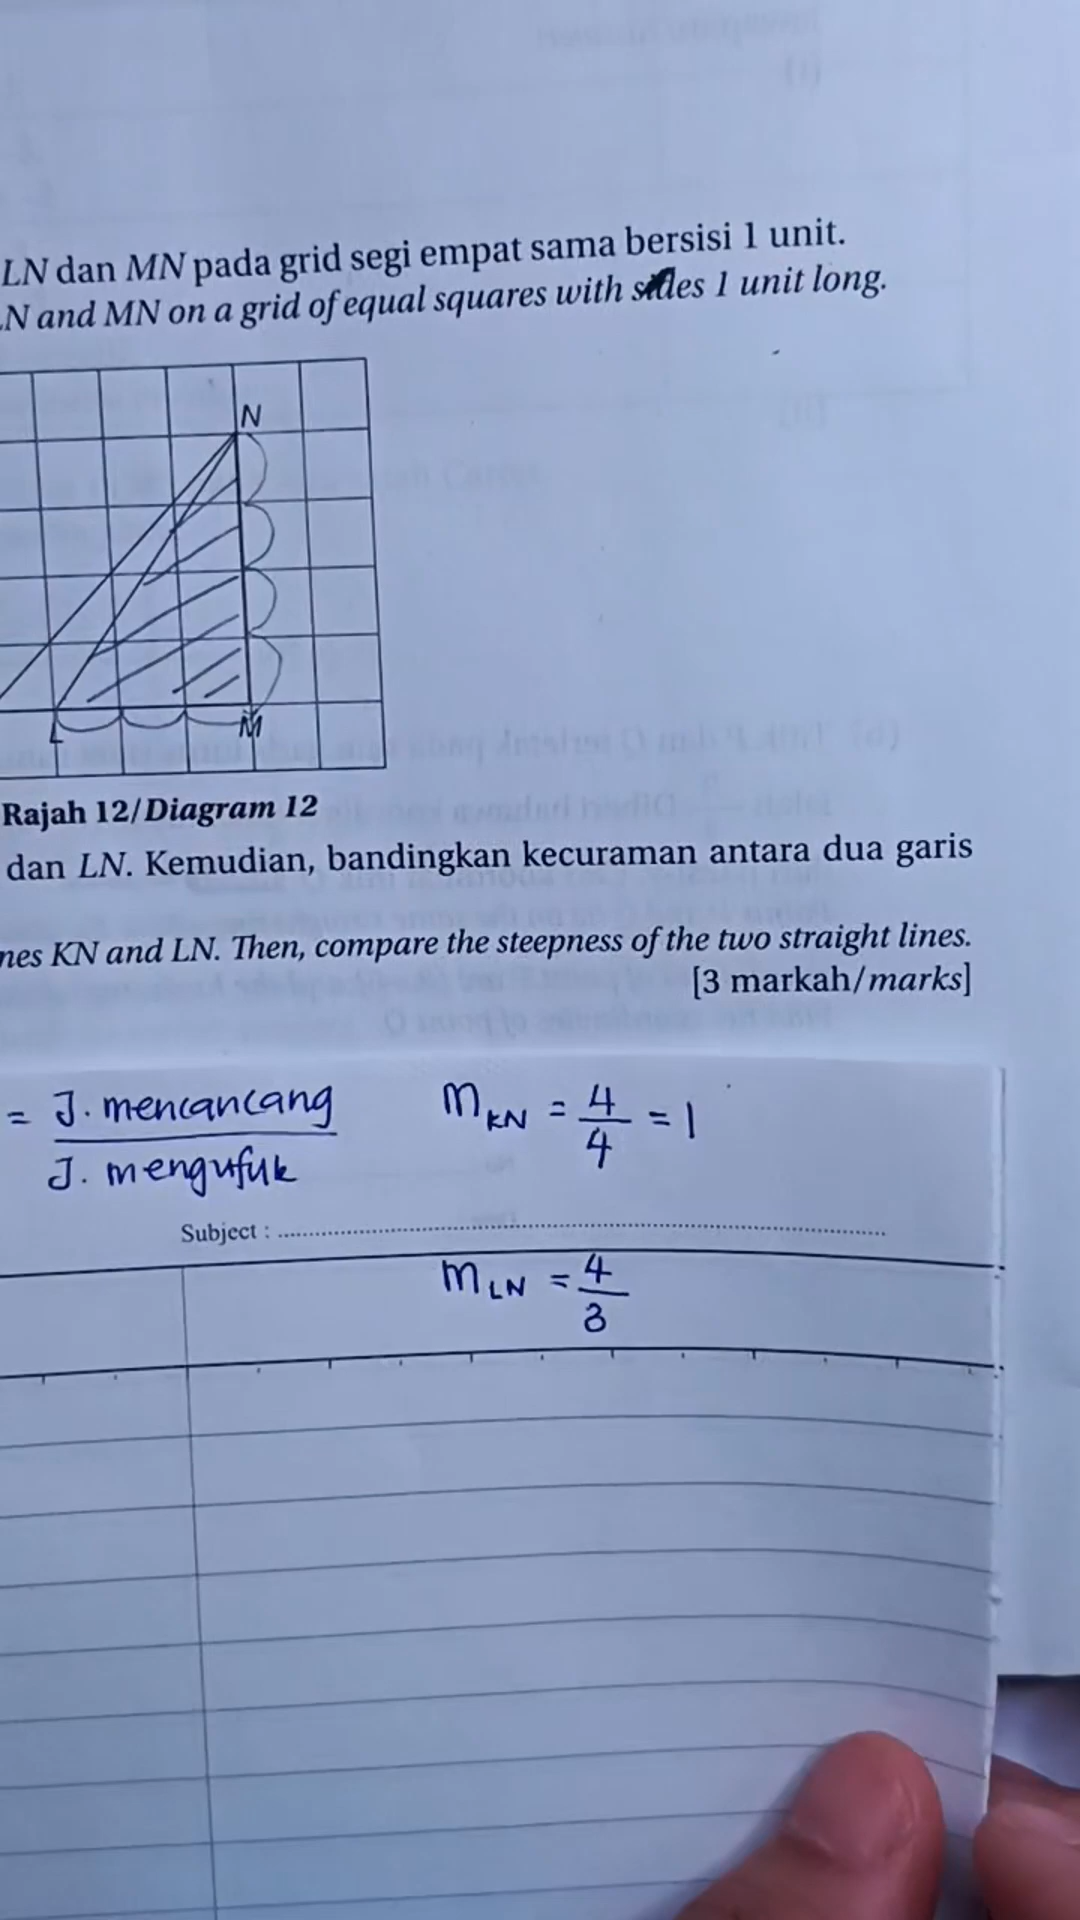 LN dan MN pada grid segi empat sama bersisi 1 unit.
N and MN on a grid of equal squares with sides 1 unit long.
N
L
M
Rajah 12/Diagram 12
dan LN. Kemudian, bandingkan kecuraman antara dua garis
nes KN and LN. Then, compare the steepness of the two straight lines.
[3 markah/marks]
= J. mencancang / J. mengufuk
m KN = 4/4 = 1
Subject :
m LN = 4/3